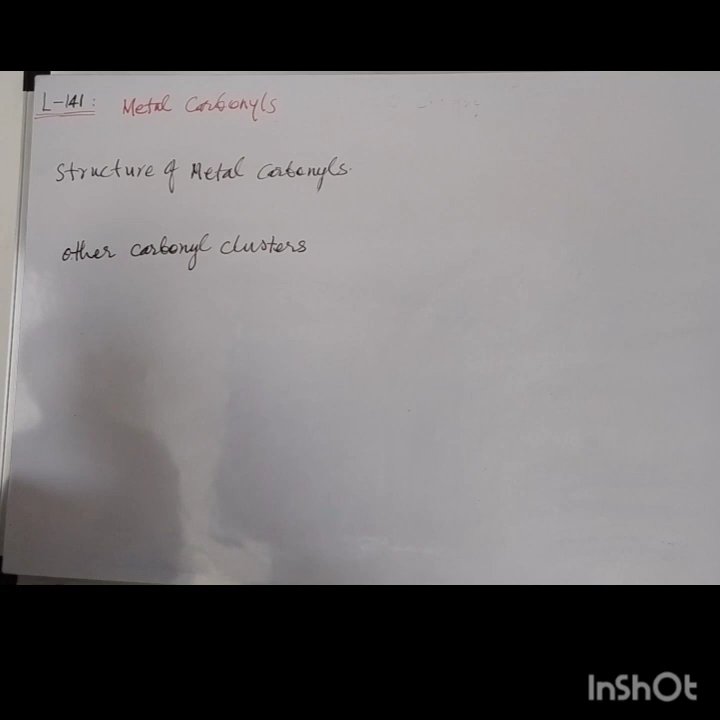 L-141: Metal Carbonyls
Structure of Metal Carbonyls.
other carbonyl clusters
InShOt